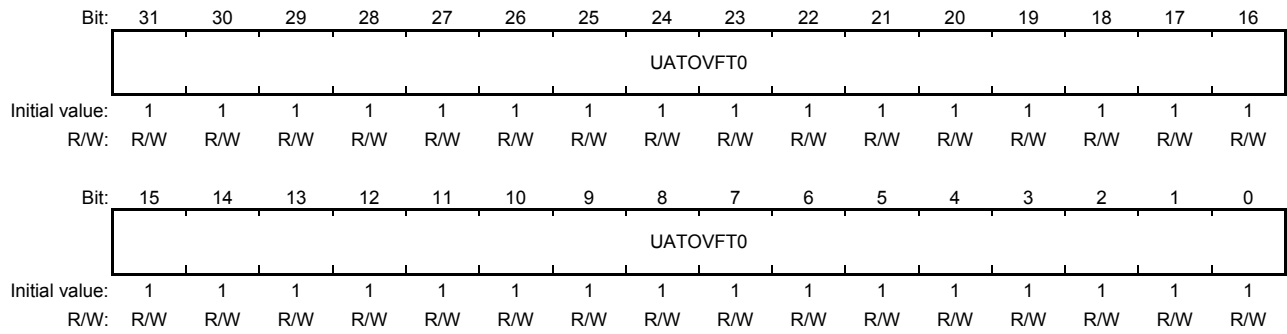 Bit: 31 30 29 28 27 26 25 24 23 22 21 20 19 18 17 16
UATOVFT0
Initial value: 1 1 1 1 1 1 1 1 1 1 1 1 1 1 1 1
R/W: R/W R/W R/W R/W R/W R/W R/W R/W R/W R/W R/W R/W R/W R/W R/W R/W
Bit: 15 14 13 12 11 10 9 8 7 6 5 4 3 2 1 0
UATOVFT0
Initial value: 1 1 1 1 1 1 1 1 1 1 1 1 1 1 1 1
R/W: R/W R/W R/W R/W R/W R/W R/W R/W R/W R/W R/W R/W R/W R/W R/W R/W